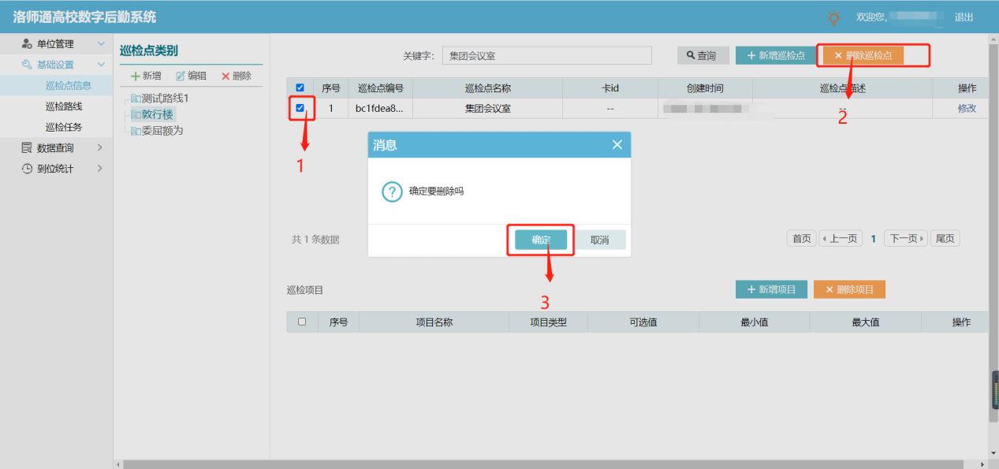 洛师通高校数字后勤系统
欢迎您,
退出
单位管理
基础设置
巡检点信息
巡检路线
巡检任务
数据查询
到位统计
巡检点类别
新增 编辑 删除
测试路线1
敦行楼
委屈额为
关键字： 集团会议室 查询 新增巡检点 删除巡检点
序号 巡检点编号 巡检点名称 卡id 创建时间 巡检点描述 操作
1 bc1fdea8... 集团会议室 -- -- 修改
1
2
消息
确定要删除吗
确定 取消
3
共 1 条数据 首页 上一页 1 下一页 尾页
巡检项目 新增项目 删除项目
序号 项目名称 项目类型 可选值 最小值 最大值 操作